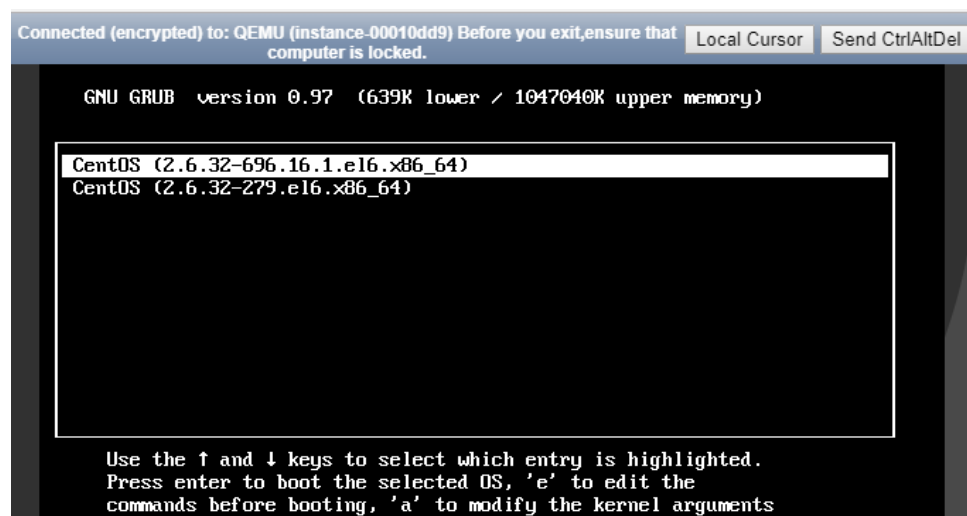 Connected (encrypted) to: QEMU (instance-00010dd9) Before you exit,ensure that
computer is locked.
Local Cursor
Send CtrlAltDel
GNU GRUB version 0.97 (639K lower / 1047040K upper memory)
CentOS (2.6.32-696.16.1.el6.x86_64)
CentOS (2.6.32-279.el6.x86_64)
Use the ↑ and ↓ keys to select which entry is highlighted.
Press enter to boot the selected OS, 'e' to edit the
commands before booting, 'a' to modify the kernel arguments